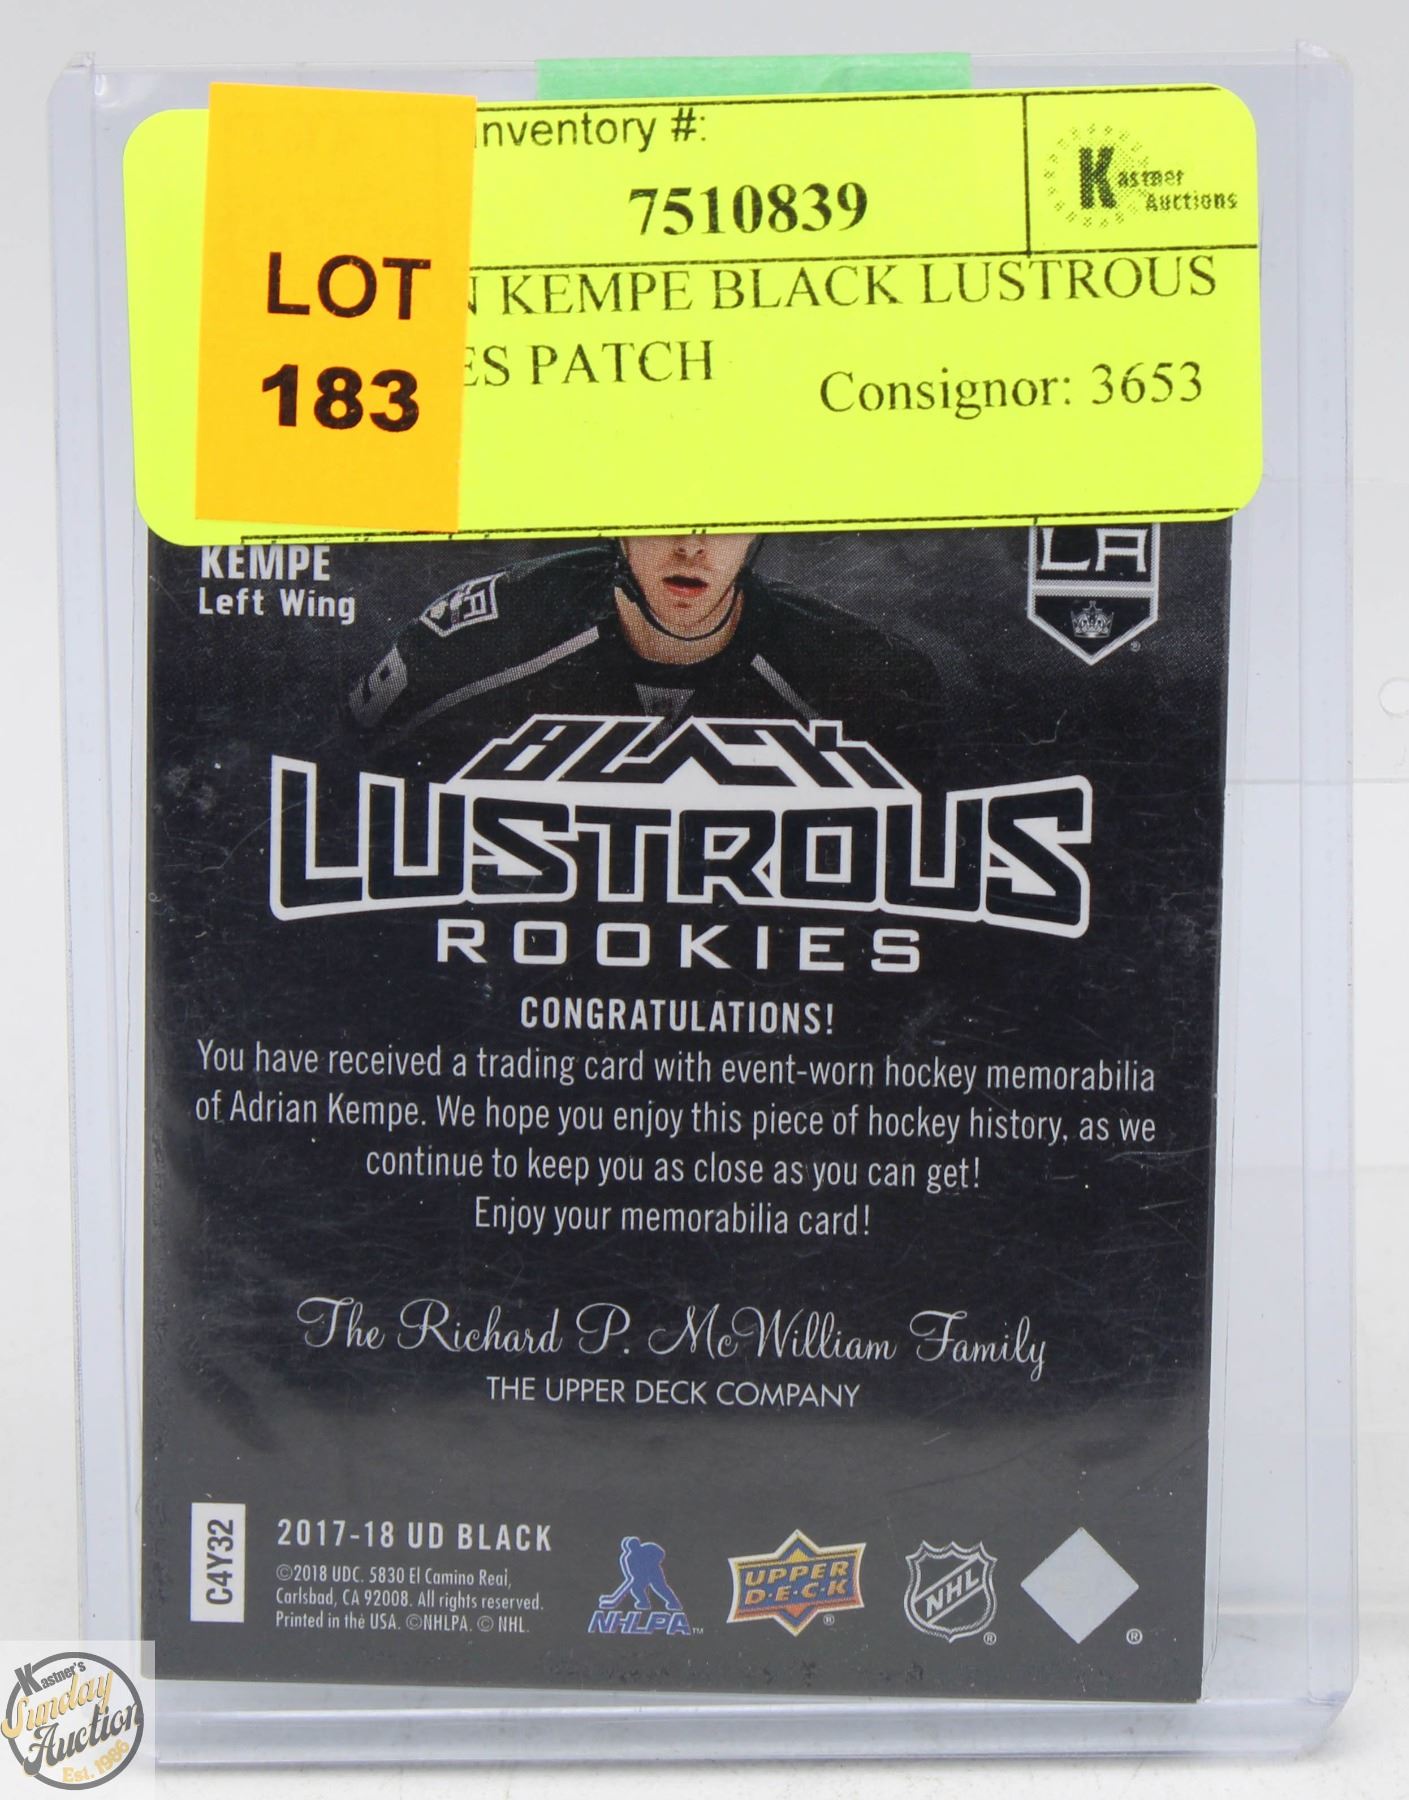 Inventory #:
7510839
Kastner
Auctions
LOT
183
KEMPE BLACK LUSTROUS
PATCH
Consignor: 3653
KEMPE
Left Wing
LA
BLACK
LUSTROUS
ROOKIES
CONGRATULATIONS!
You have received a trading card with event-worn hockey memorabilia
of Adrian Kempe. We hope you enjoy this piece of hockey history, as we
continue to keep you as close as you can get!
Enjoy your memorabilia card!
The Richard P. McWilliam Family
THE UPPER DECK COMPANY
C4Y32
2017-18 UD BLACK
©2018 UDC. 5830 El Camino Real,
Carlsbad, CA 92008. All rights reserved.
Printed in the USA. ©NHLPA. © NHL.
NHLPA™
UPPER
D·E·C·K
®
NHL
®
®
Kastner's
Sunday
Auction
Est. 1986